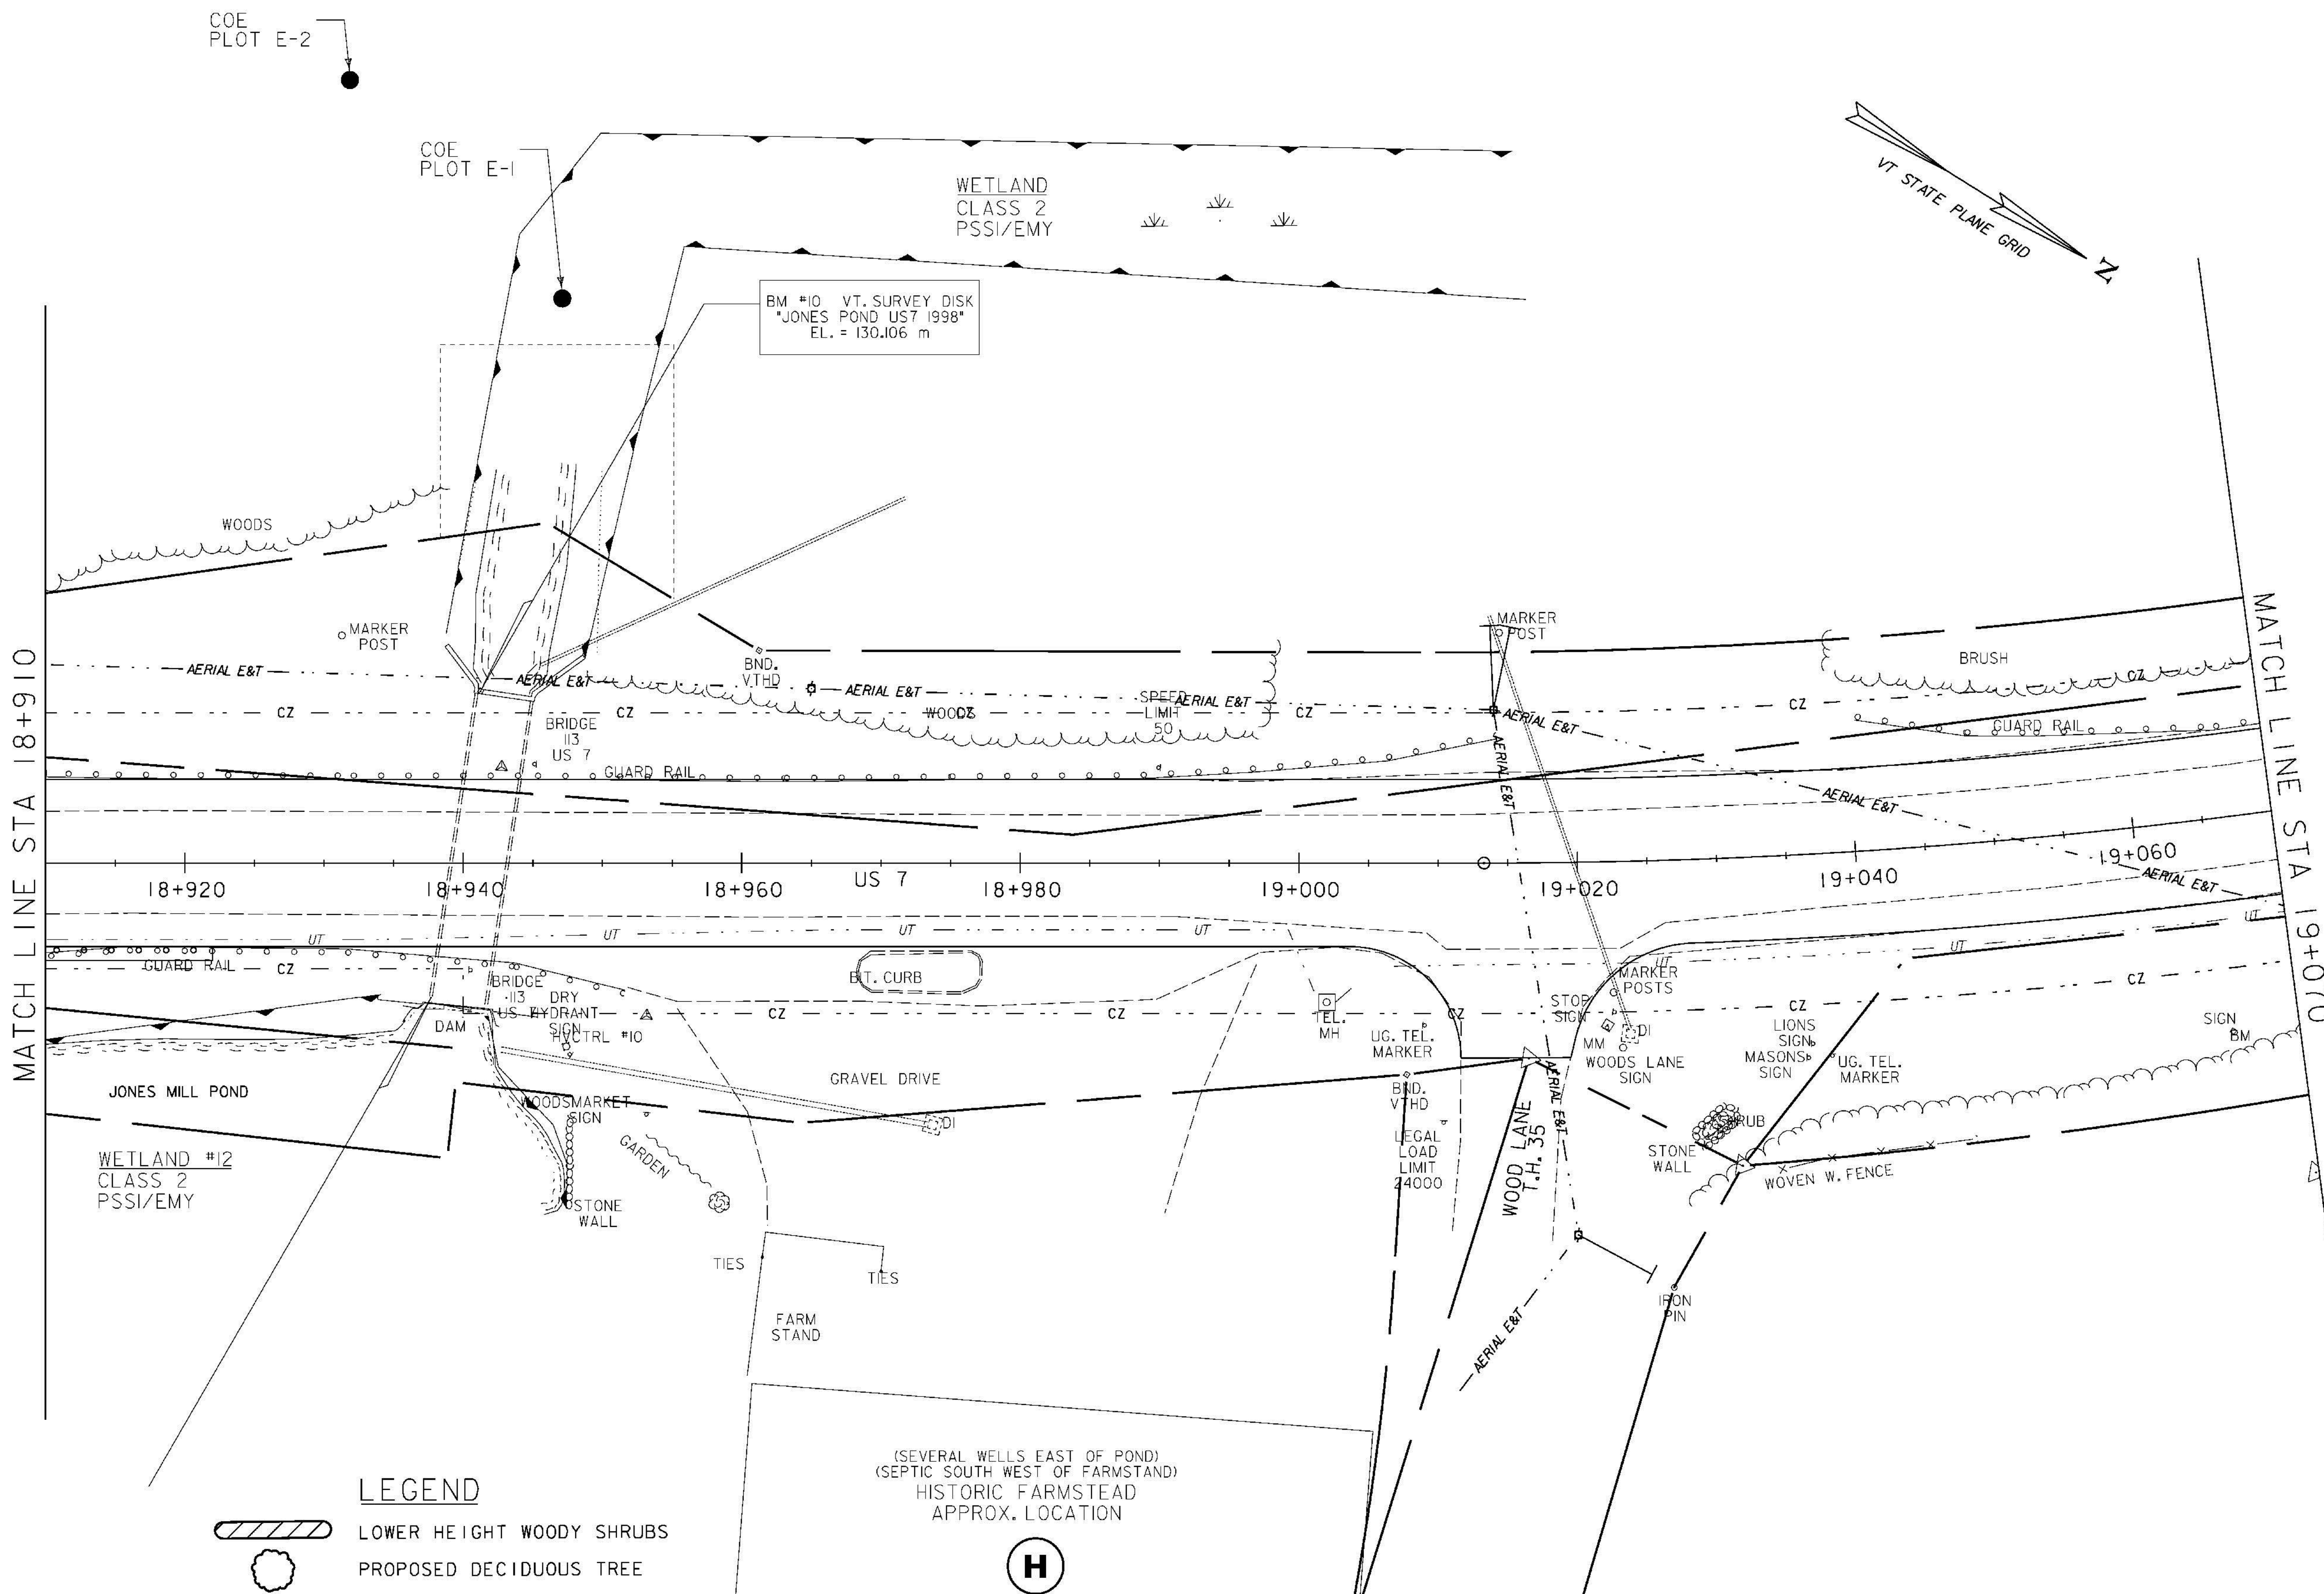 COE
PLOT E-2
COE
PLOT E-1
WETLAND
CLASS 2
PSS1/EMY
VT STATE PLANE GRID
N
BM #10 VT. SURVEY DISK
"JONES POND US7 1998"
EL. = 130.106 m
WOODS
MARKER
POST
BND.
VTHD
MARKER
POST
BRUSH
AERIAL E&T
AERIAL E&T
AERIAL E&T
AERIAL E&T
AERIAL E&T
AERIAL E&T
AERIAL E&T
AERIAL E&T
CZ
CZ
CZ
CZ
CZ
CZ
WOODS
SPEED
LIMIT
50
BRIDGE
113
US 7
GUARD RAIL
GUARD RAIL
MATCH LINE STA 18+910
MATCH LINE STA 19+070
18+920
18+940
18+960
US 7
18+980
19+000
19+020
19+040
19+060
UT
UT
UT
UT
UT
UT
UT
UT
GUARD RAIL
CZ
CZ
CZ
CZ
CZ
CZ
BRIDGE
113
US 7
DRY
HYDRANT
SIGN
HVCTRL #10
DAM
BIT. CURB
TEL.
MH
UG. TEL.
MARKER
STOP
SIGN
MARKER
POSTS
MM
DI
WOODS LANE
SIGN
LIONS
SIGN
MASONS
SIGN
UG. TEL.
MARKER
SIGN
BM
JONES MILL POND
GRAVEL DRIVE
BND.
VTHD
WOODSMARKET
SIGN
GARDEN
DI
LEGAL
LOAD
LIMIT
24000
WOOD LANE
T.H. 35
AERIAL E&T
SHRUB
STONE
WALL
WOVEN W. FENCE
WETLAND #12
CLASS 2
PSS1/EMY
STONE
WALL
TIES
TIES
FARM
STAND
AERIAL E&T
IRON
PIN
(SEVERAL WELLS EAST OF POND)
(SEPTIC SOUTH WEST OF FARMSTAND)
HISTORIC FARMSTEAD
APPROX. LOCATION
H
LEGEND
LOWER HEIGHT WOODY SHRUBS
PROPOSED DECIDUOUS TREE